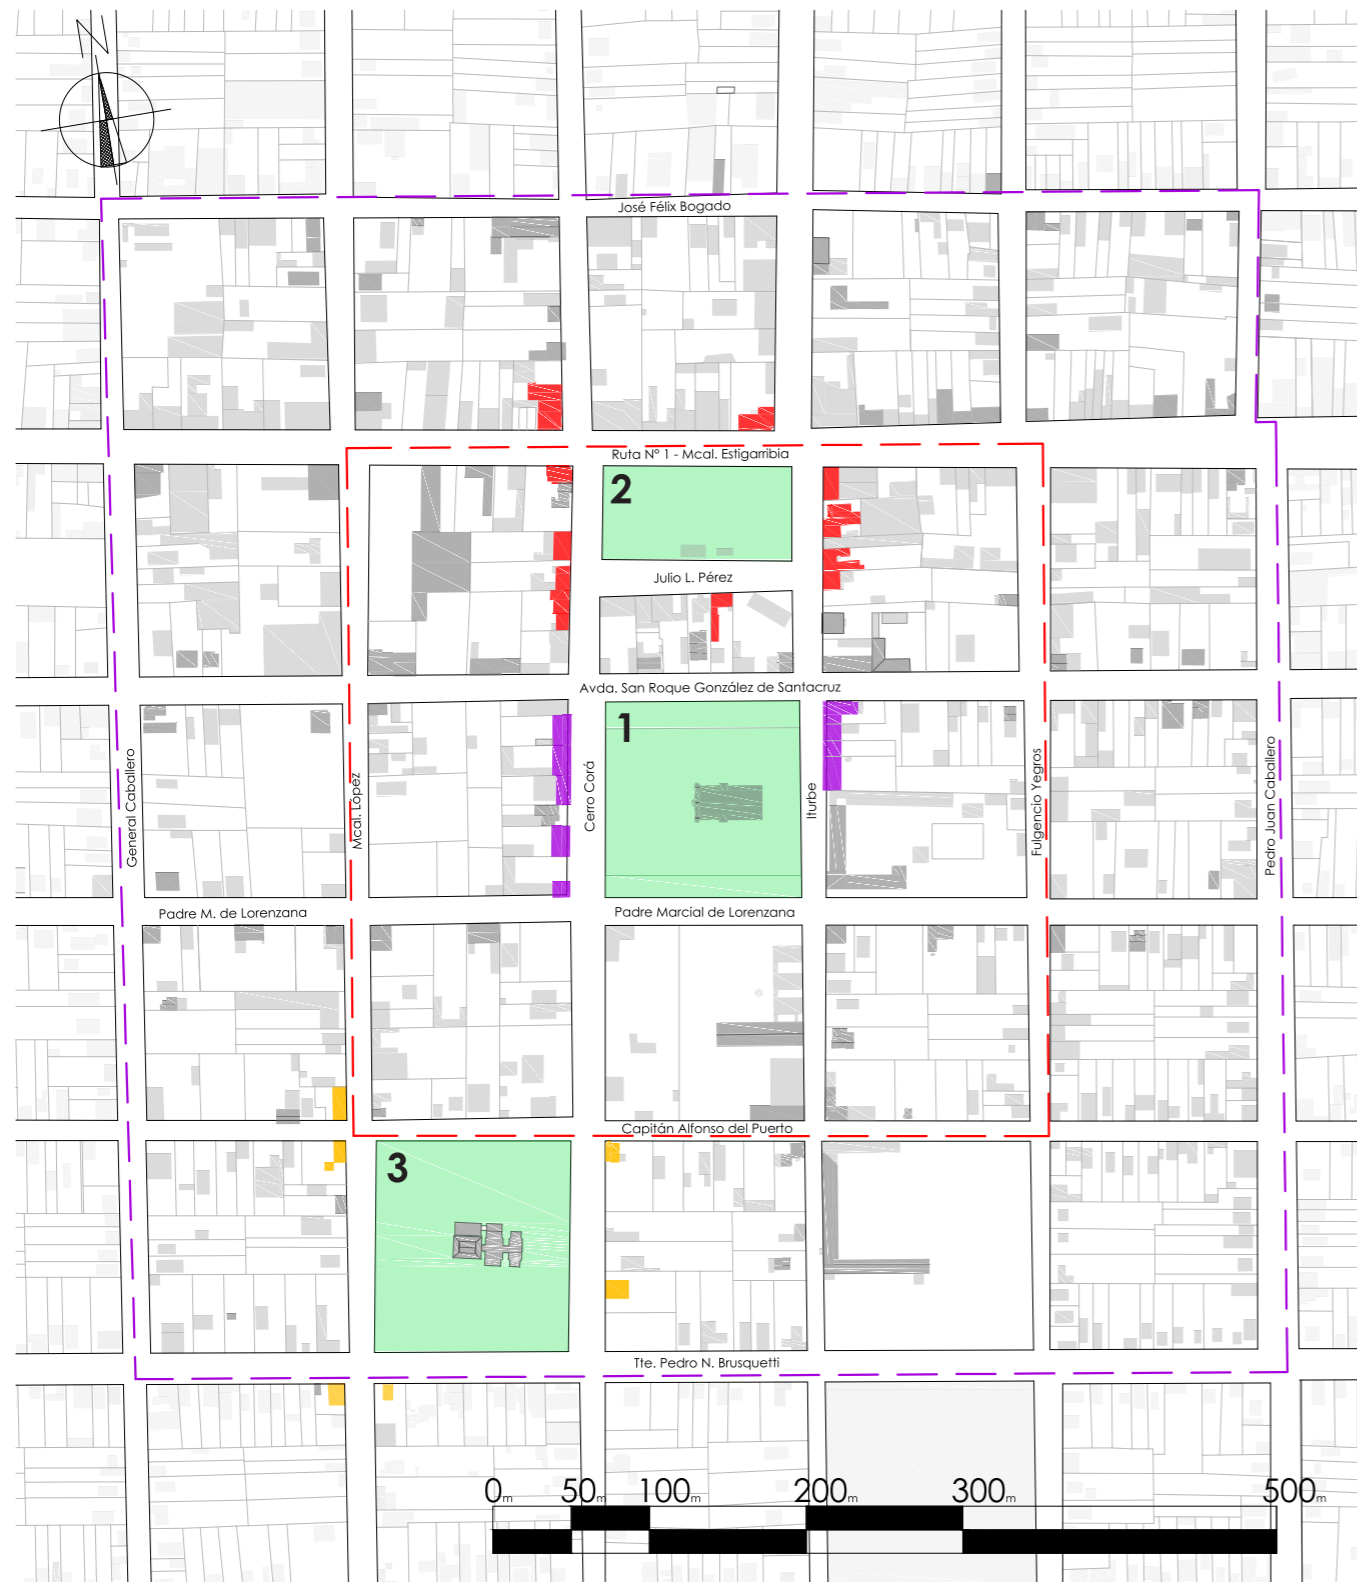 N
José Félix Bogado
Ruta Nº 1 - Mcal. Estigarribia
2
Julio L. Pérez
Avda. San Roque González de Santacruz
1
General Caballero
Mcal. López
Cerro Corá
Iturbe
Fulgencio Yegros
Pedro Juan Caballero
Padre M. de Lorenzana
Padre Marcial de Lorenzana
Capitán Alfonso del Puerto
3
Tte. Pedro N. Brusquetti
0m 50m 100m 200m 300m 500m